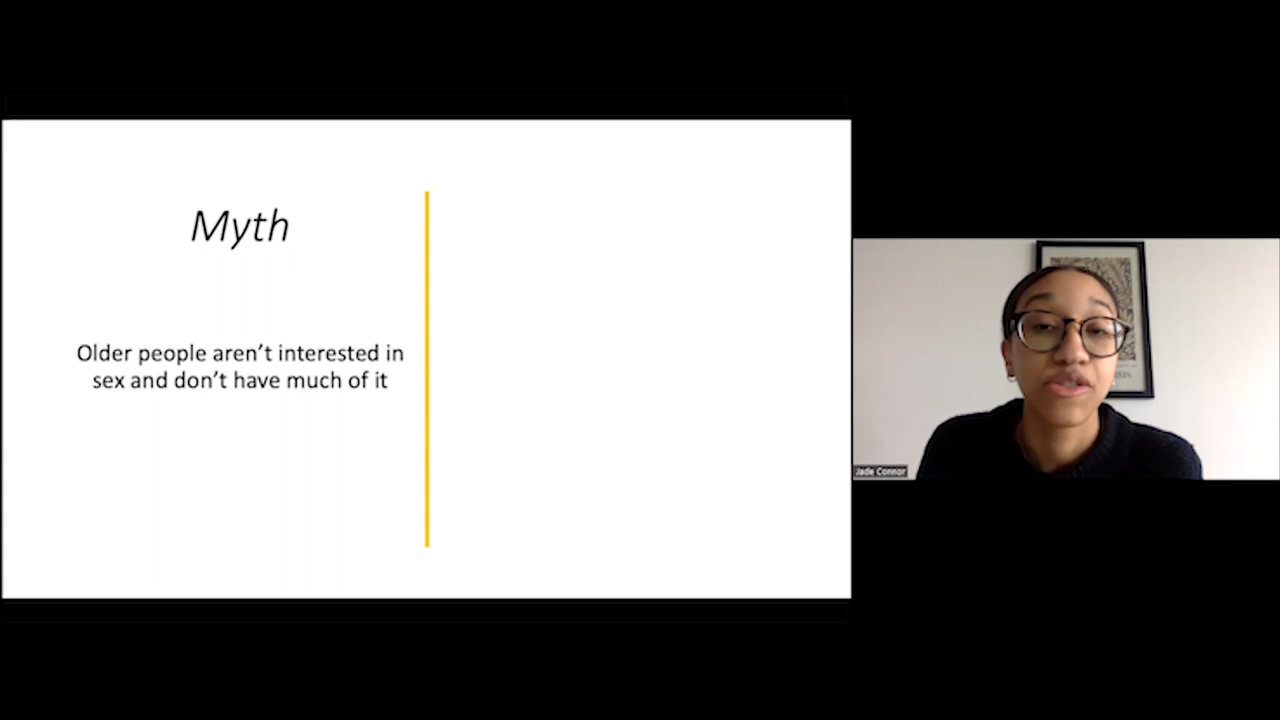 Myth
Older people aren't interested in
sex and don't have much of it
Jade Connor